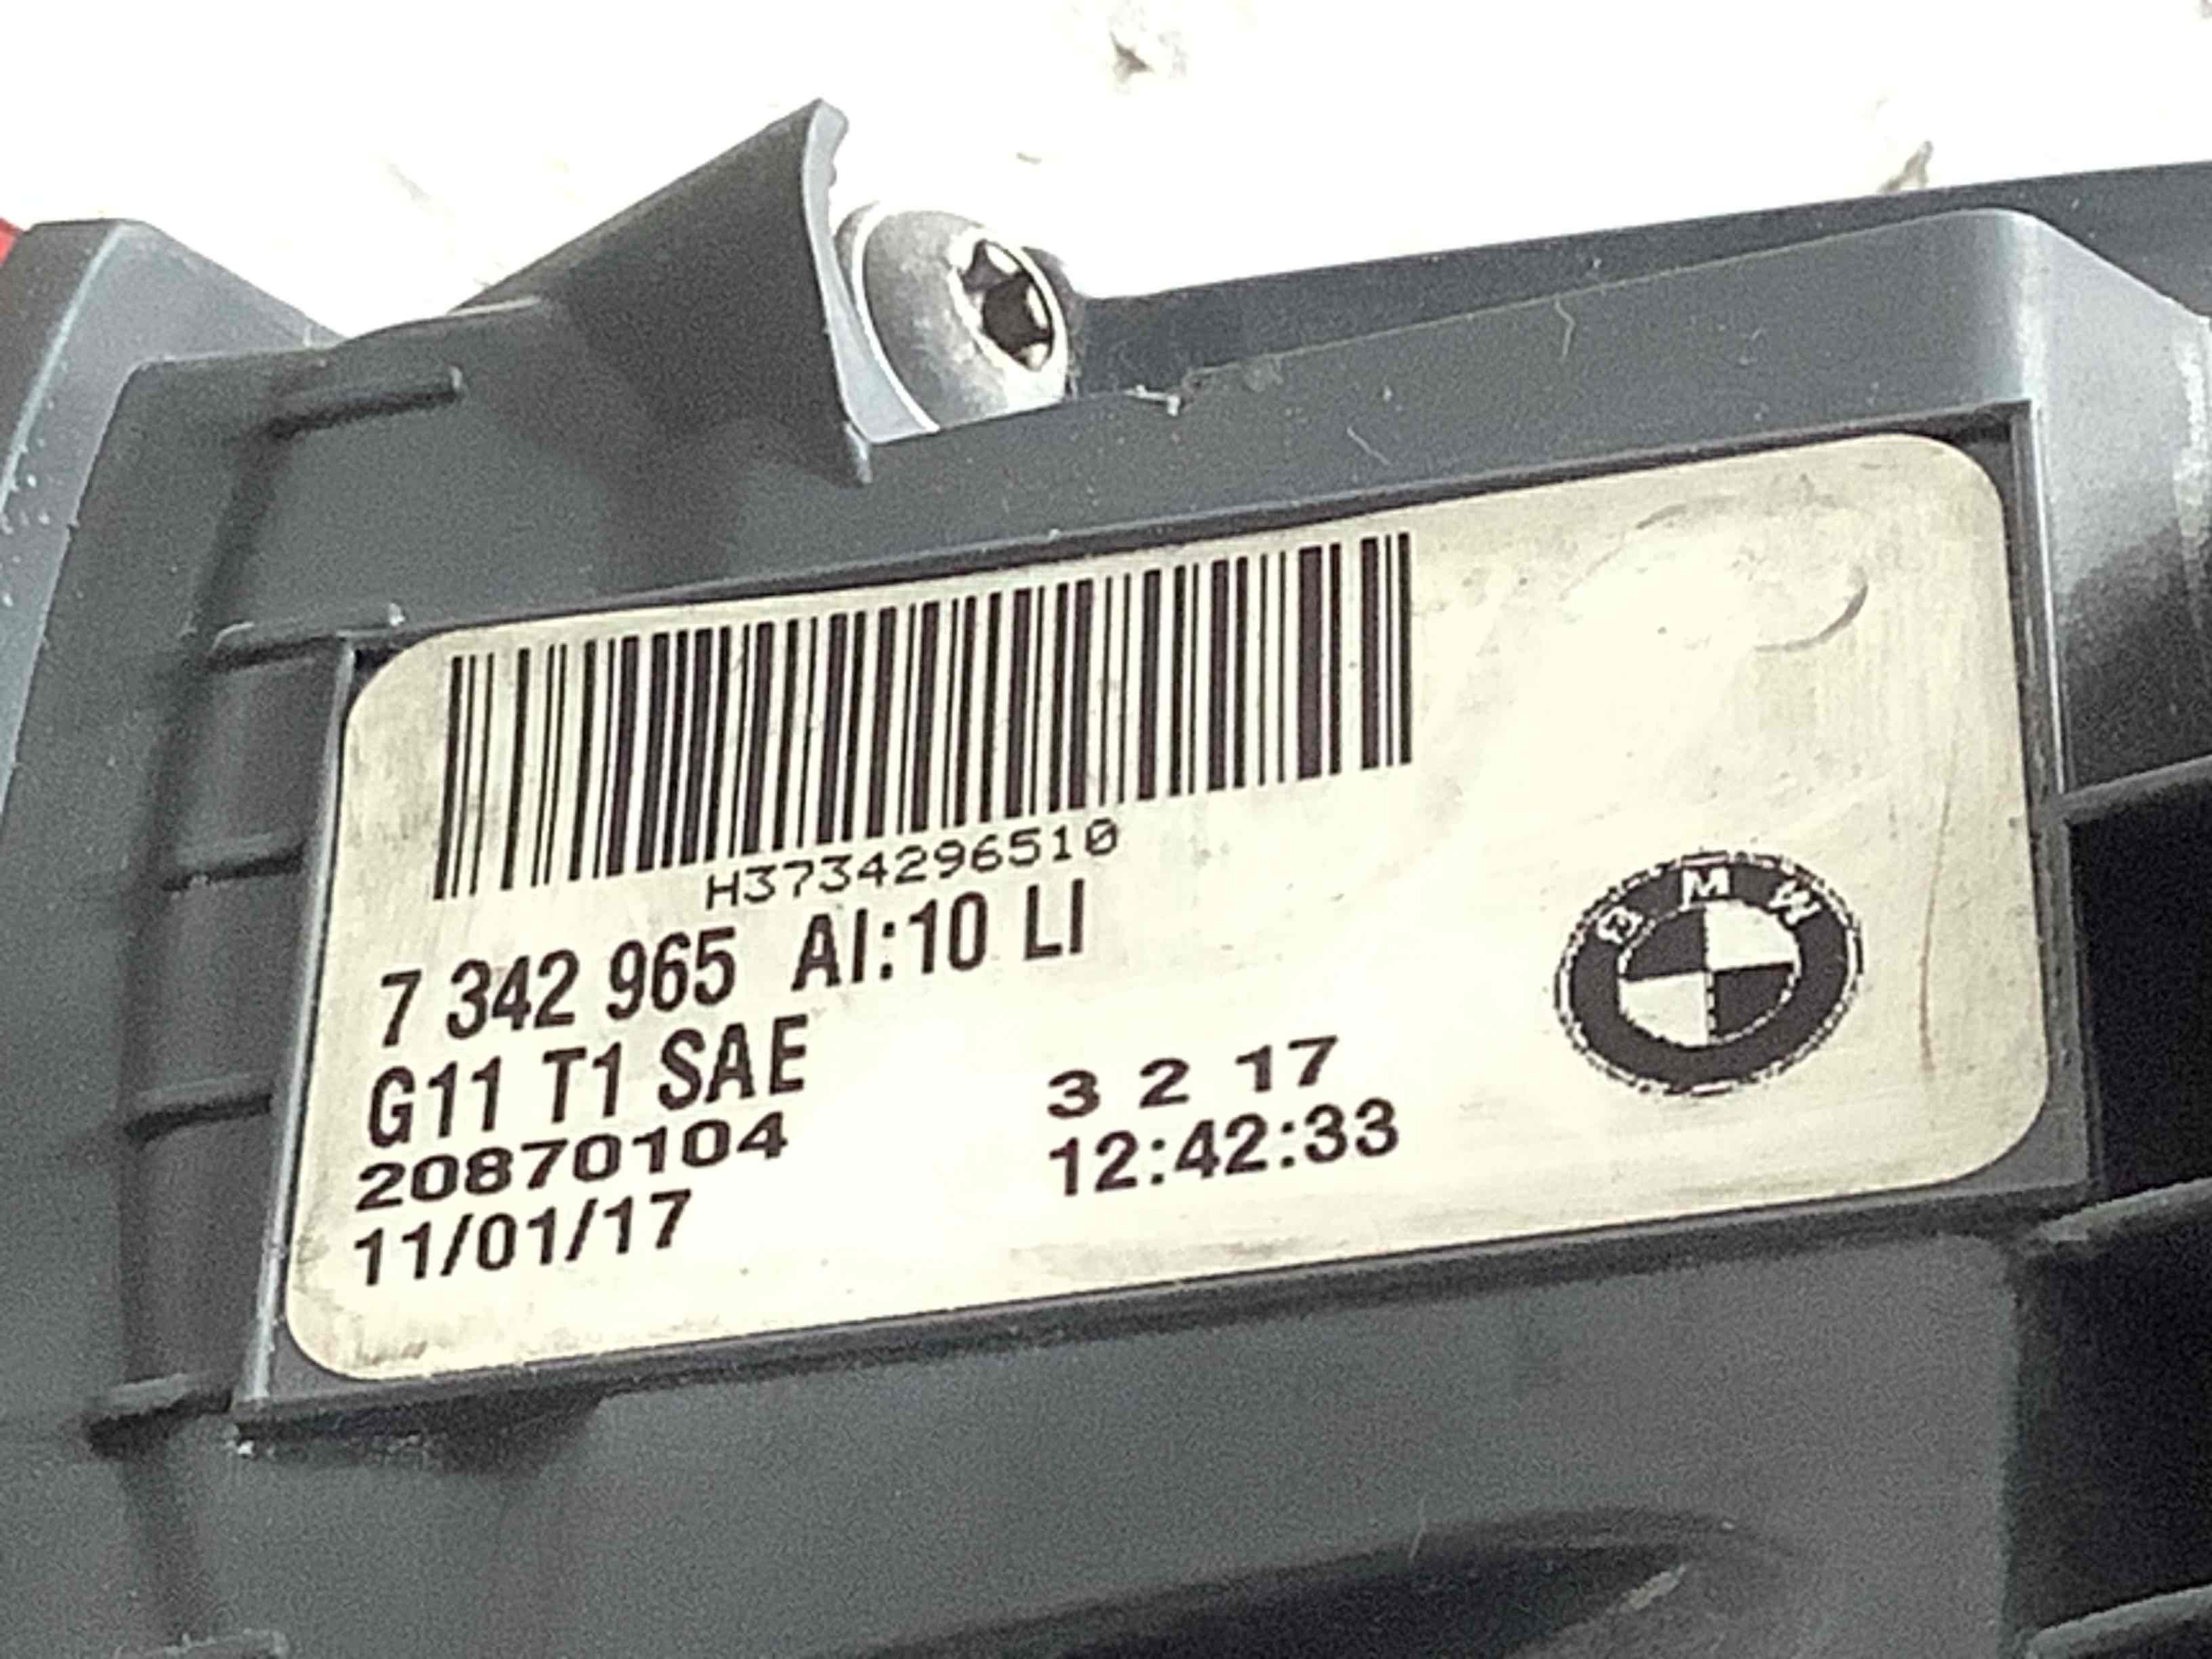 H3734296510
7 342 965 AI:10 LI
G11 T1 SAE
20870104
11/01/17
3 2 17
12:42:33
BMW